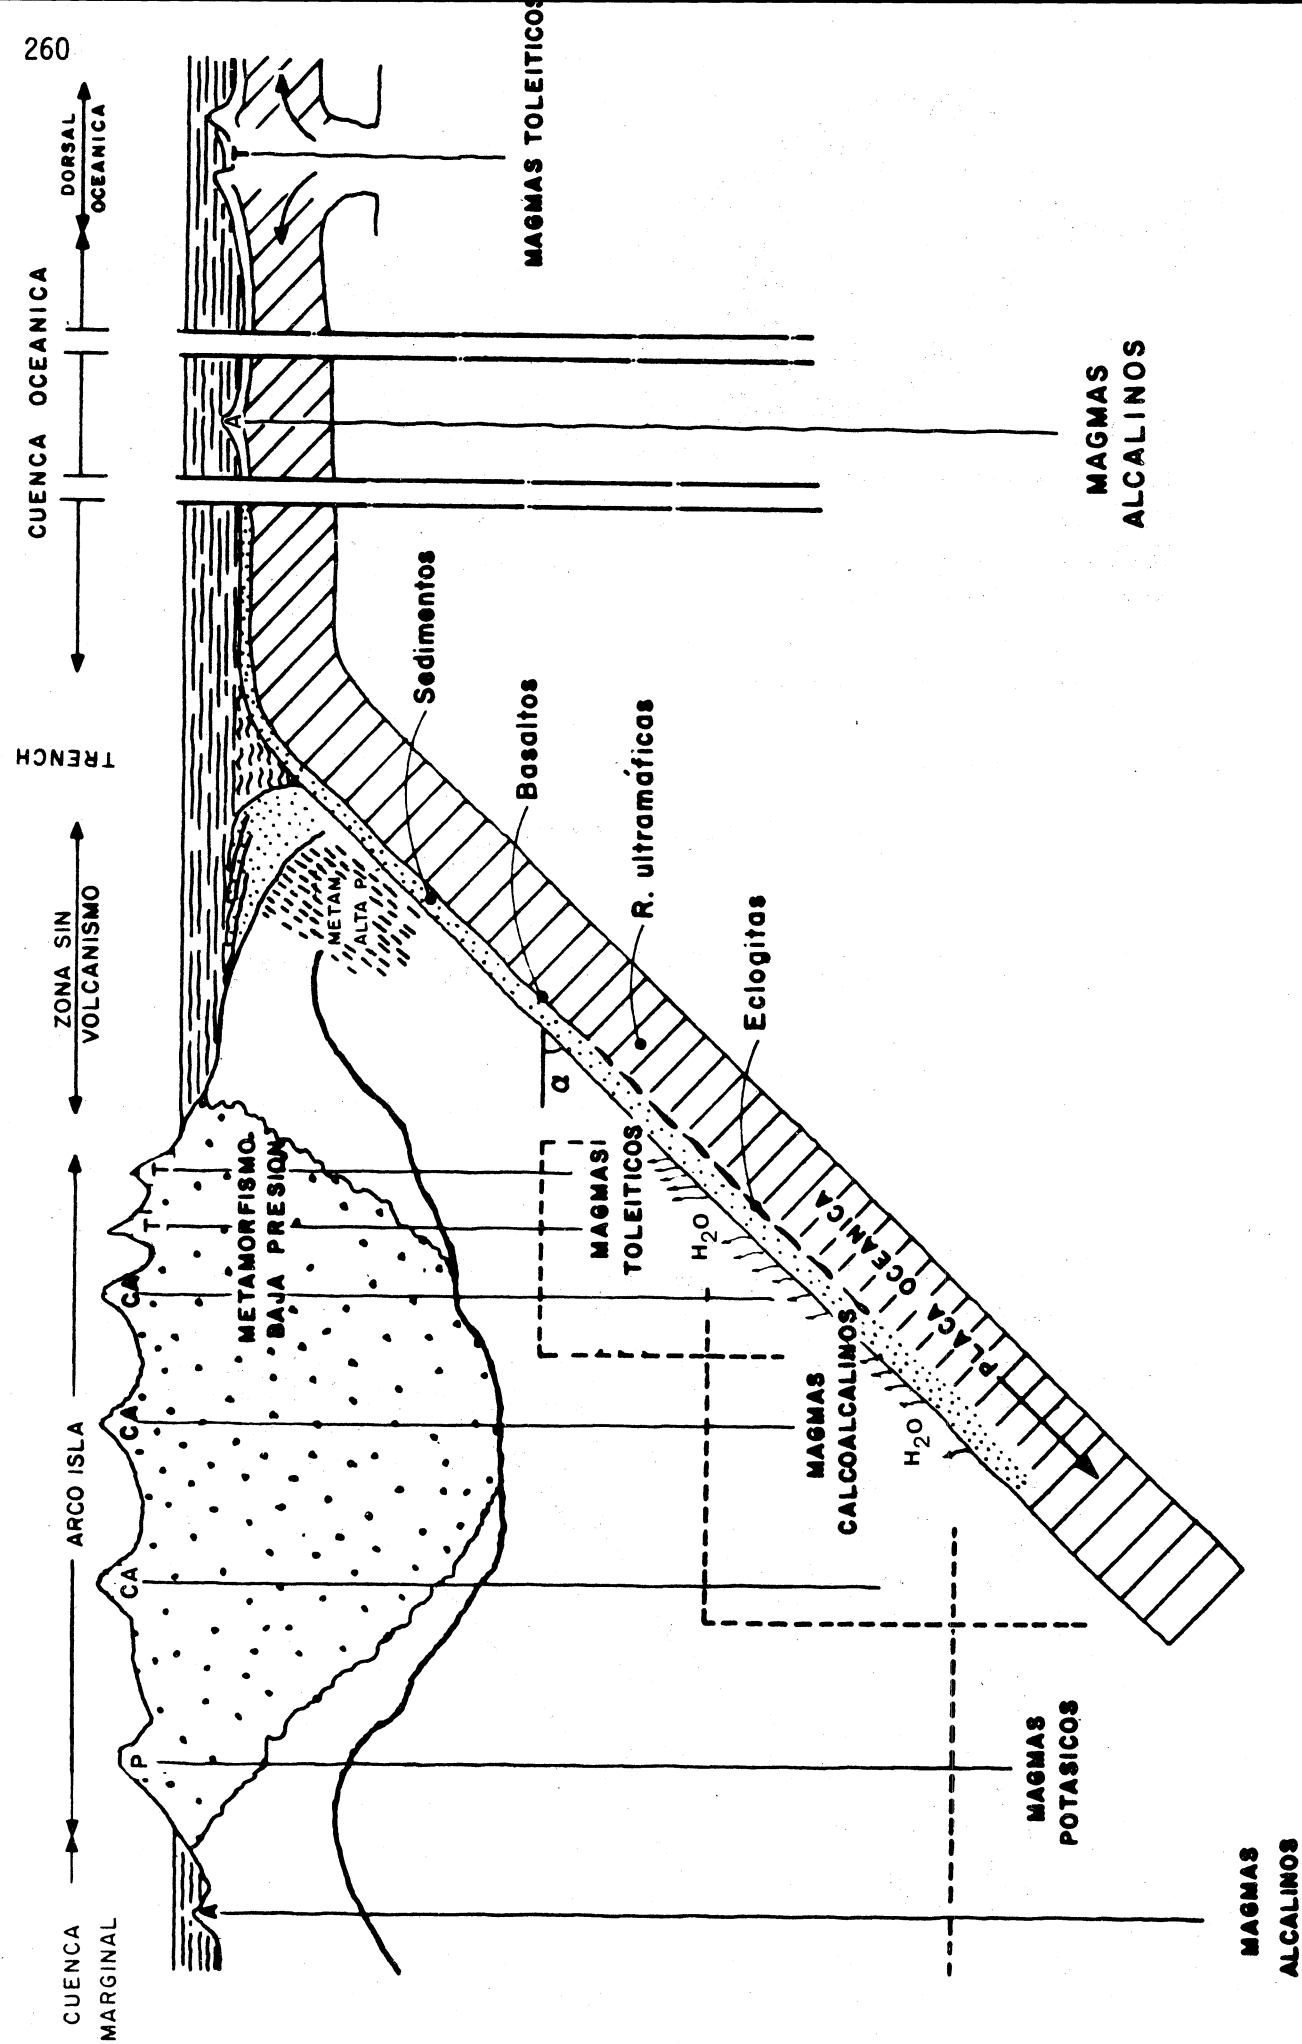 260
CUENCA
MARGINAL
ARCO ISLA
ZONA SIN
VOLCANISMO
TRENCH
CUENCA OCEANICA
DORSAL
OCEANICA
A
P
CA
CA
CA
T
T
A
T
METAMORFISMO
BAJA PRESION
METAM.
ALTA P.
Sedimentos
Basaltos
R. ultramáficas
Eclogitas
α
H2O
H2O
PLACA OCEANICA
MAGMAS TOLEITICOS
MAGMAS
ALCALINOS
MAGMAS
TOLEITICOS
MAGMAS
CALCOALCALINOS
MAGMAS
POTASICOS
MAGMAS
ALCALINOS